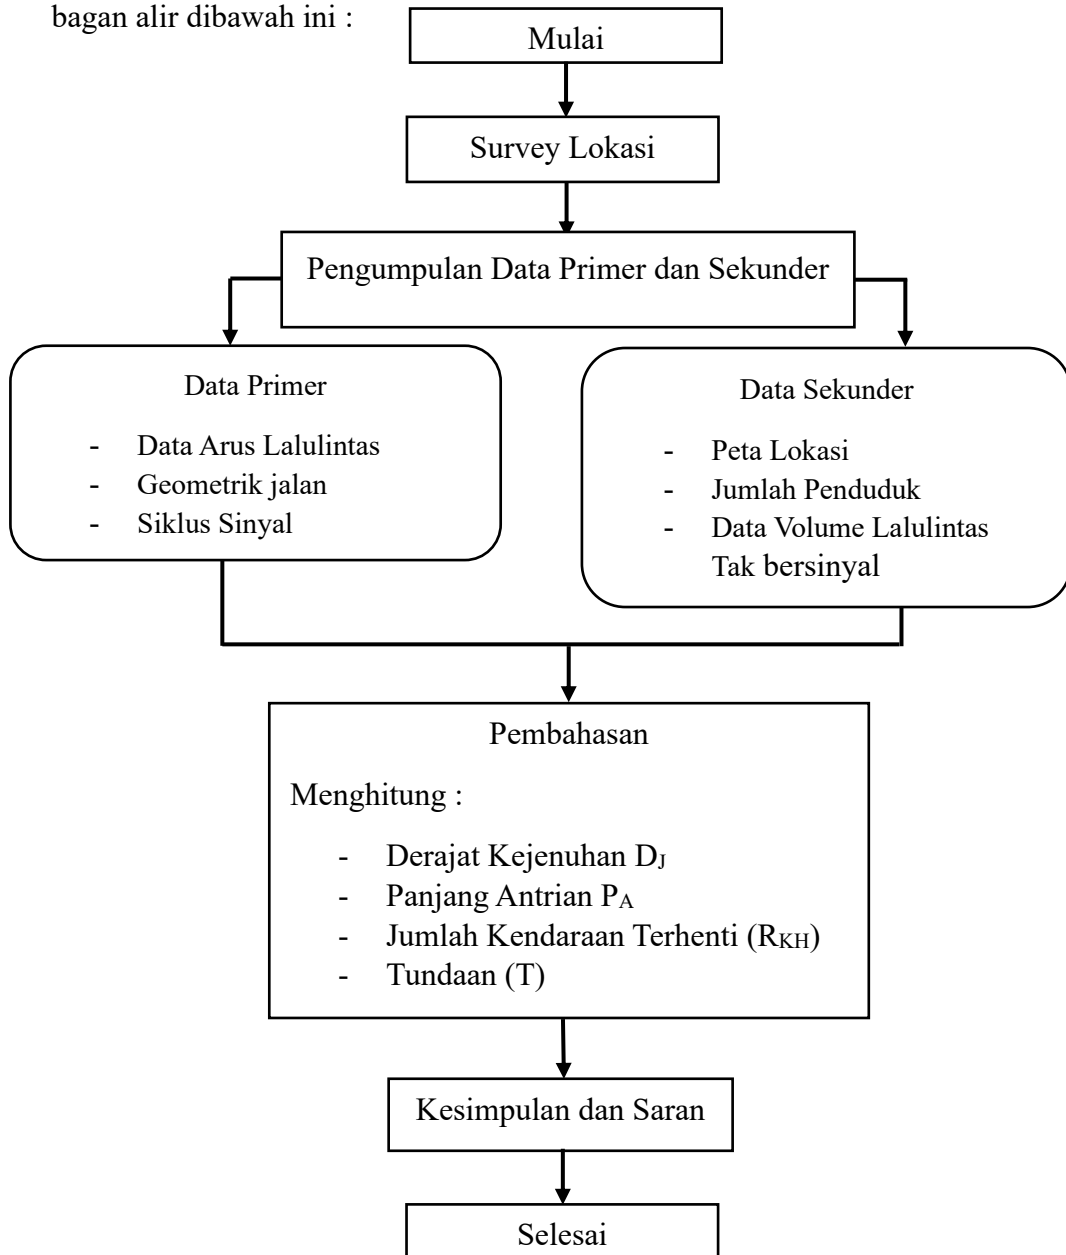 bagan alir dibawah ini :
Mulai
Survey Lokasi
Pengumpulan Data Primer dan Sekunder
Data Primer
- Data Arus Lalulintas
- Geometrik jalan
- Siklus Sinyal
Data Sekunder
- Peta Lokasi
- Jumlah Penduduk
- Data Volume Lalulintas
Tak bersinyal
Pembahasan
Menghitung :
- Derajat Kejenuhan DJ
- Panjang Antrian PA
- Jumlah Kendaraan Terhenti (RKH)
- Tundaan (T)
Kesimpulan dan Saran
Selesai